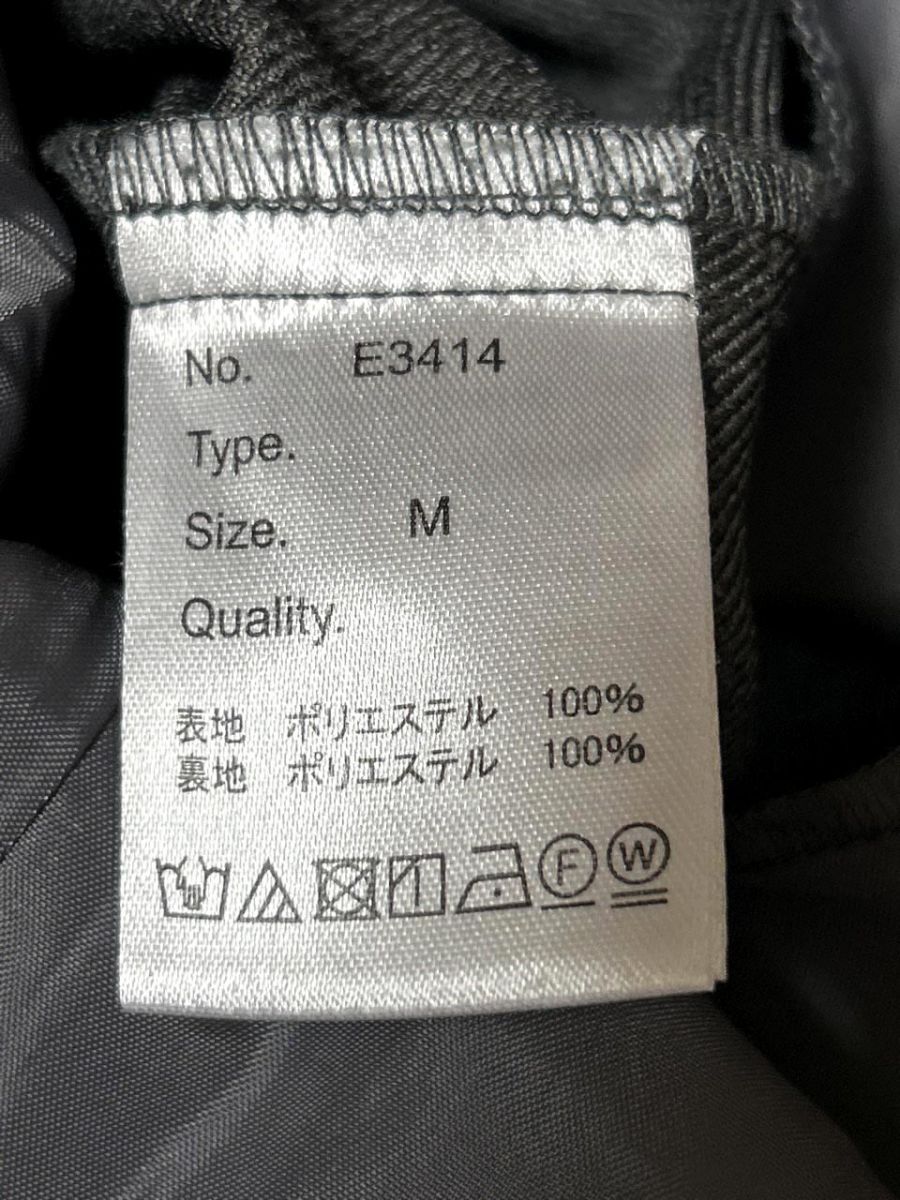 No. E3414
Type.
Size. M
Quality.
表地 ポリエステル 100%
裏地 ポリエステル 100%
F W